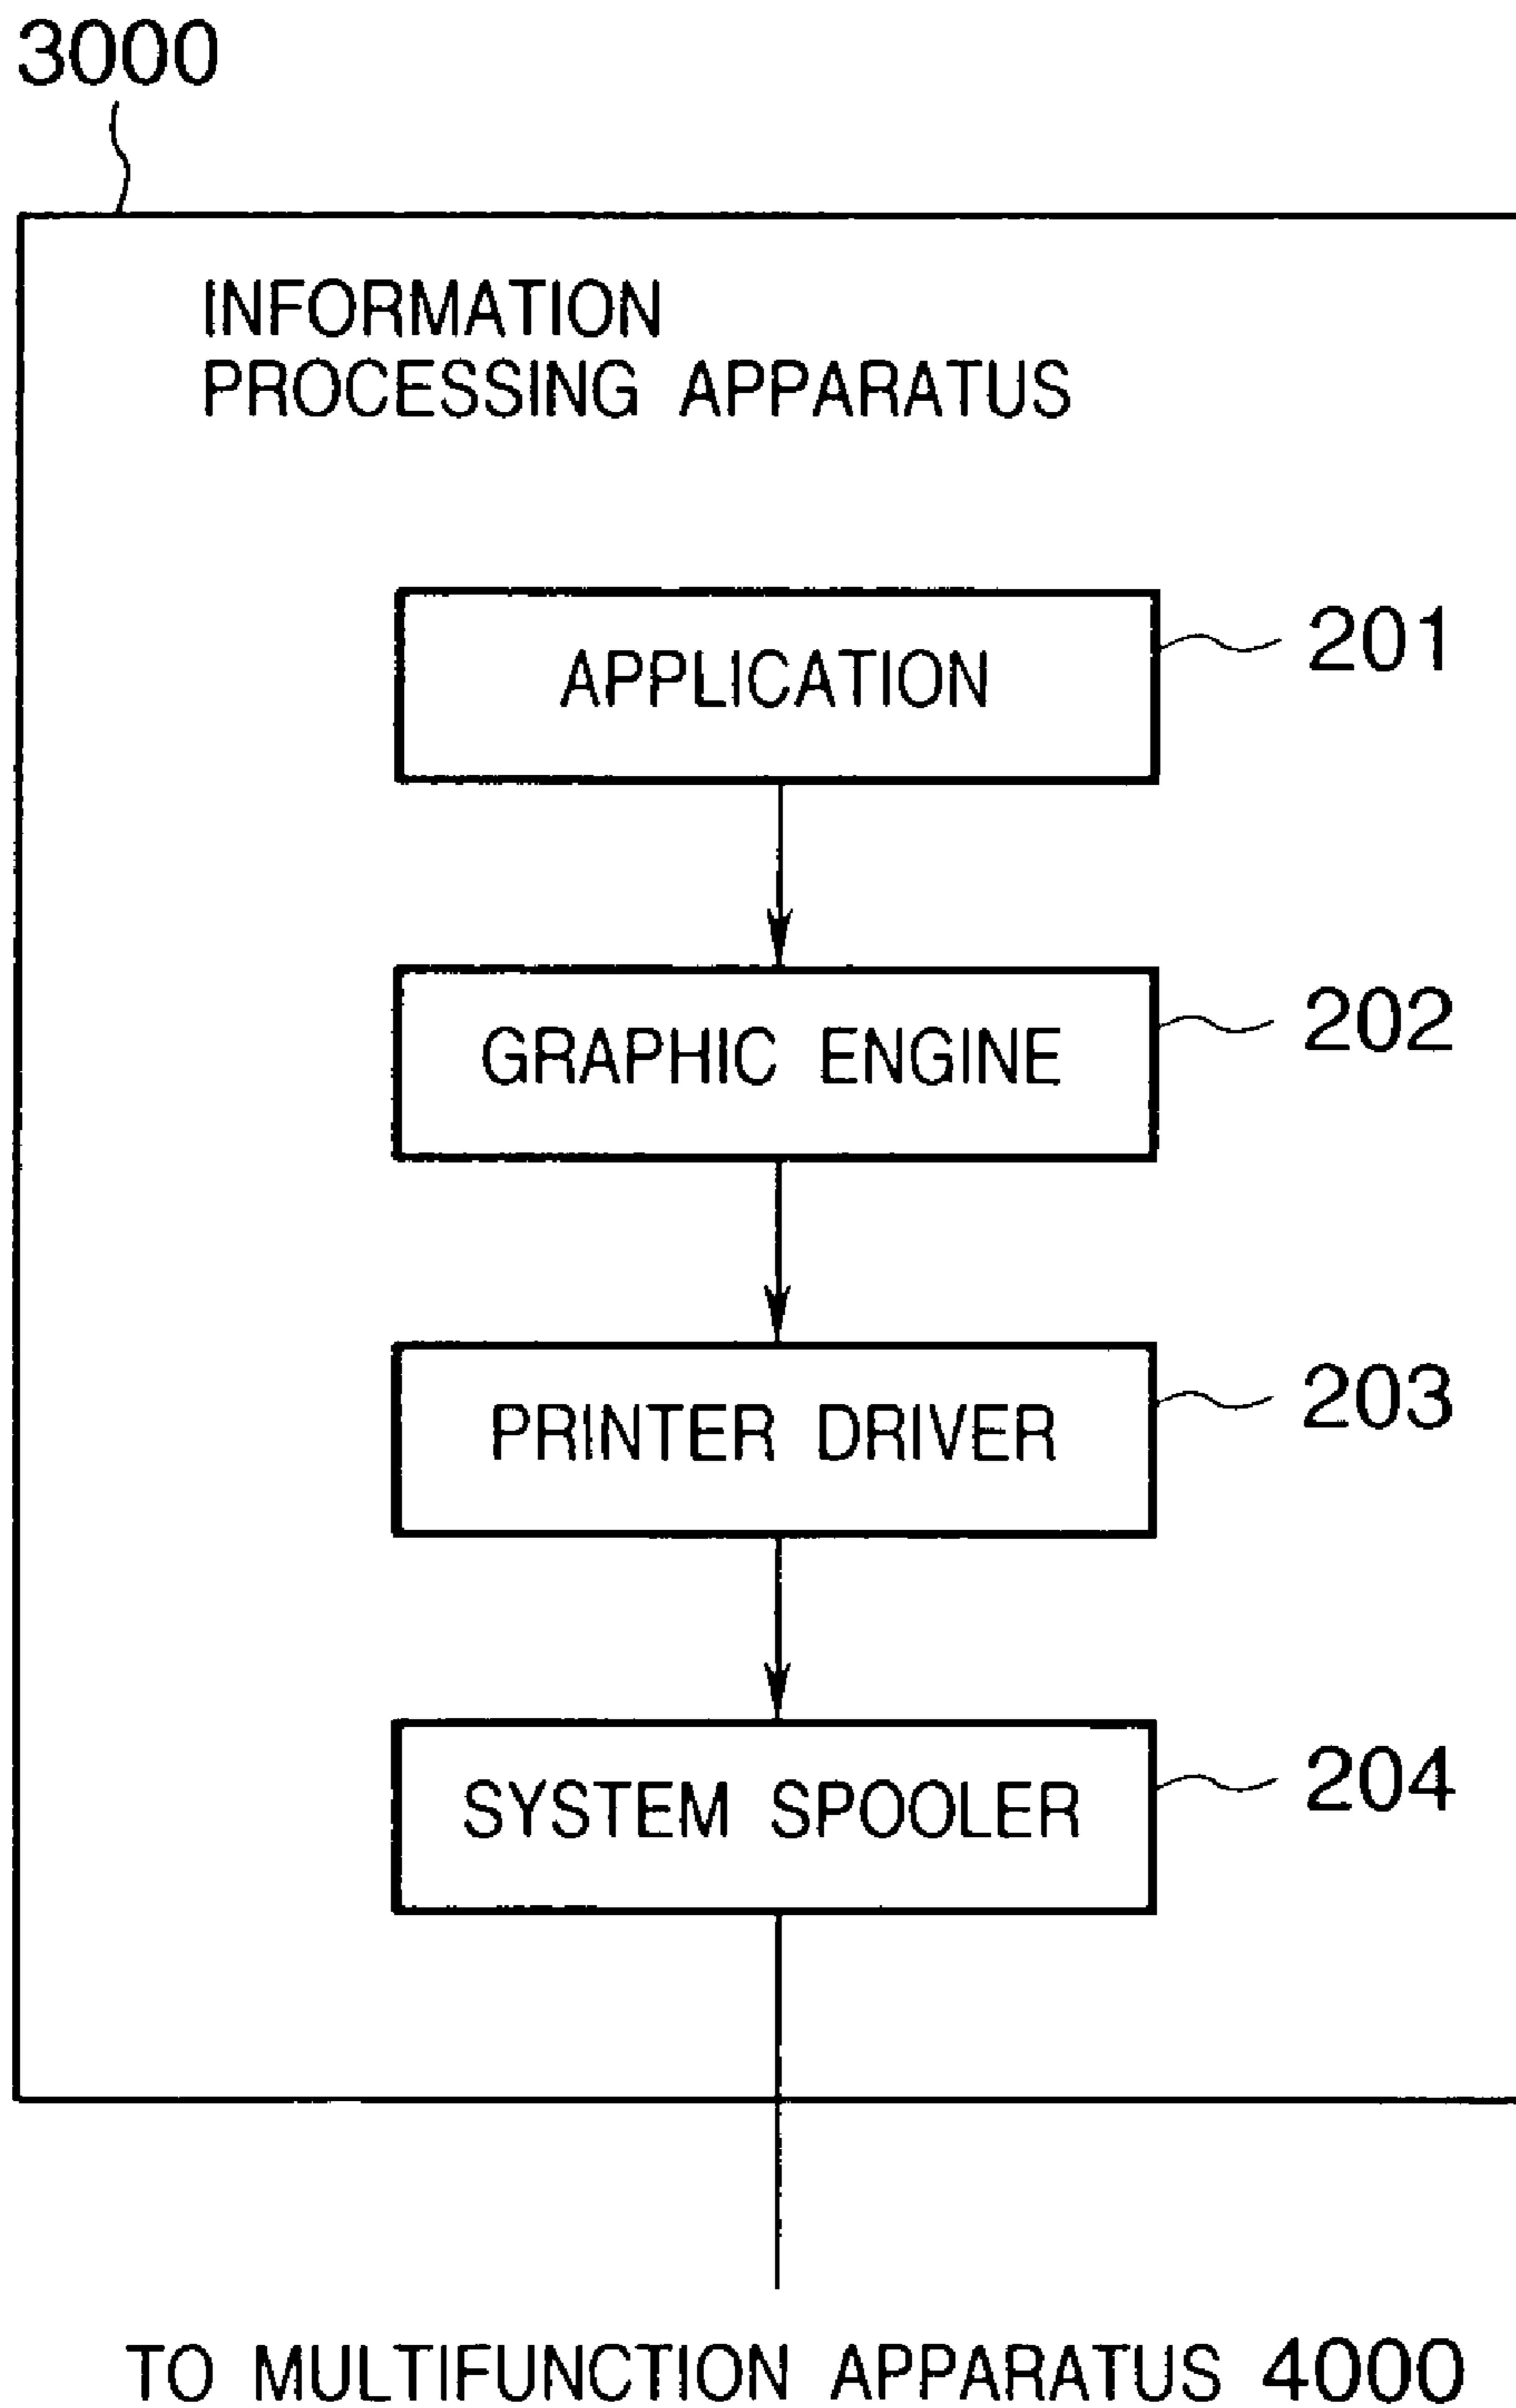 3000
INFORMATION
PROCESSING APPARATUS
APPLICATION
201
GRAPHIC ENGINE
202
PRINTER DRIVER
203
SYSTEM SPOOLER
204
TO MULTIFUNCTION APPARATUS 4000